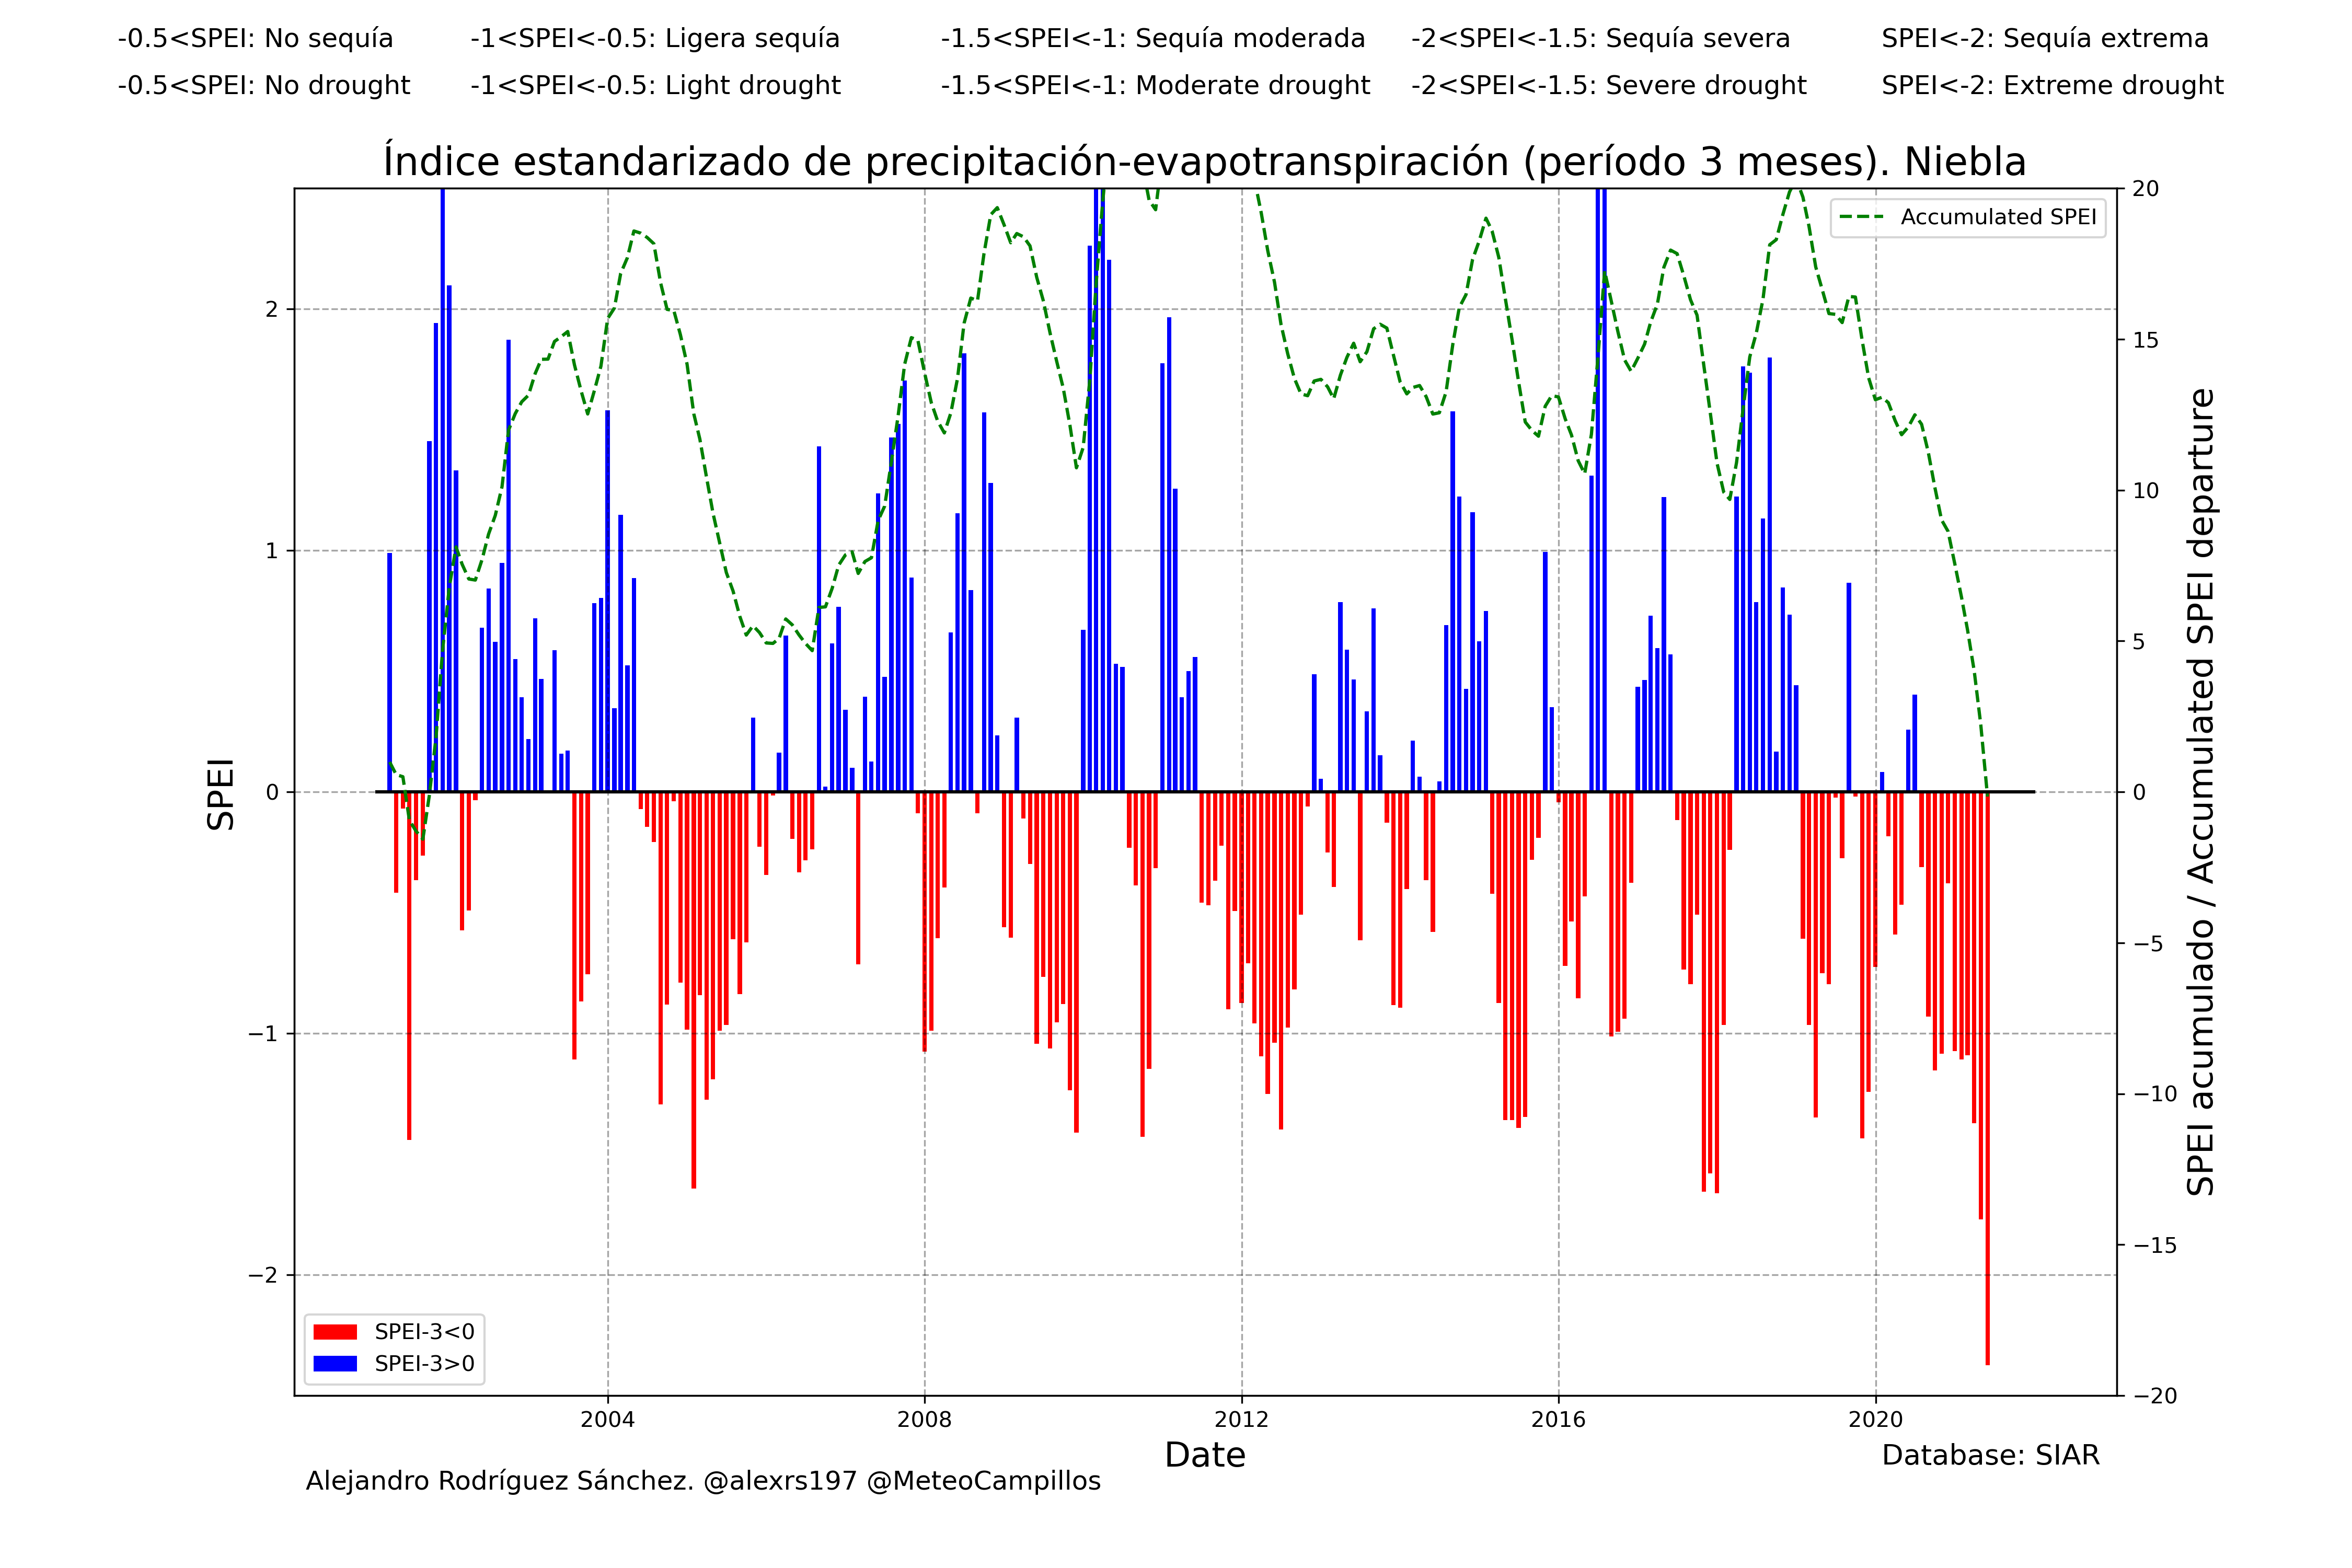 -0.5<SPEI: No sequía -1<SPEI<-0.5: Ligera sequía -1.5<SPEI<-1: Sequía moderada -2<SPEI<-1.5: Sequía severa SPEI<-2: Sequía extrema
-0.5<SPEI: No drought -1<SPEI<-0.5: Light drought -1.5<SPEI<-1: Moderate drought -2<SPEI<-1.5: Severe drought SPEI<-2: Extreme drought
Índice estandarizado de precipitación-evapotranspiración (período 3 meses). Niebla
Accumulated SPEI
SPEI
2
1
0
−1
−2
20
15
10
5
0
−5
−10
−15
−20
SPEI acumulado / Accumulated SPEI departure
SPEI-3<0
SPEI-3>0
2004 2008 2012 2016 2020
Date
Database: SIAR
Alejandro Rodríguez Sánchez. @alexrs197 @MeteoCampillos